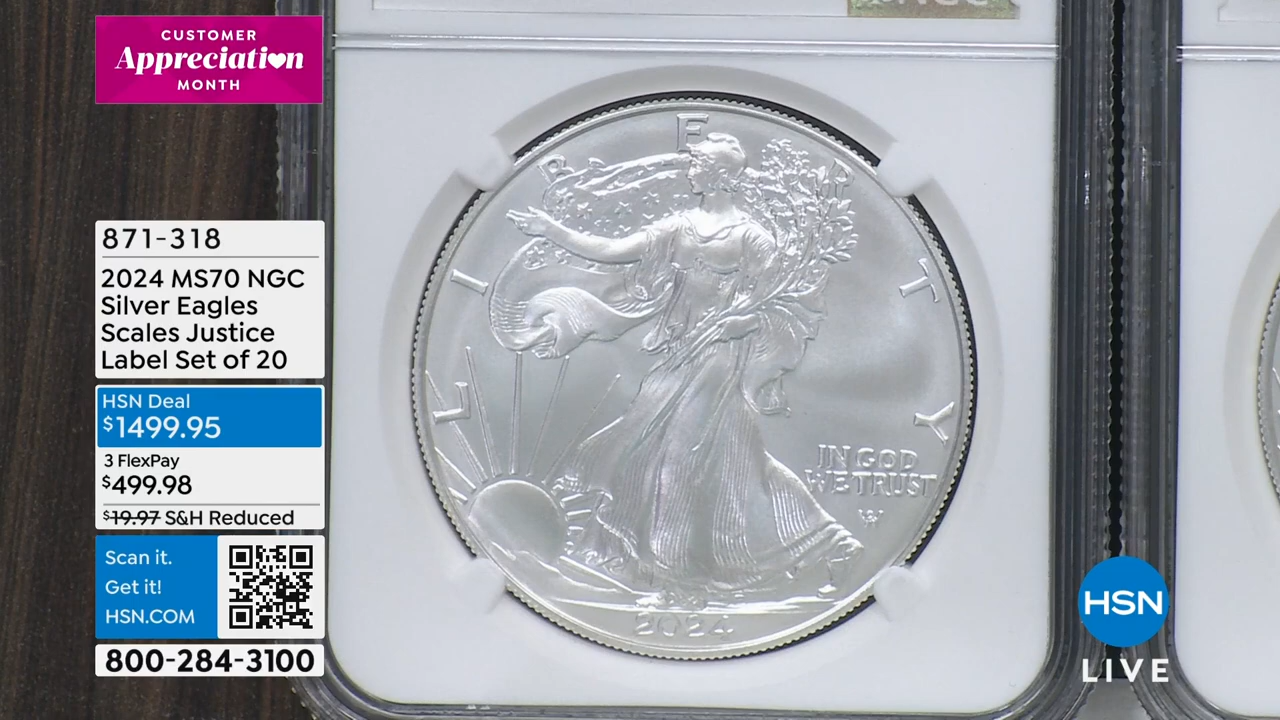 CUSTOMER
Appreciation
MONTH
871-318
2024 MS70 NGC
Silver Eagles
Scales Justice
Label Set of 20
HSN Deal
$1499.95
3 FlexPay
$499.98
$19.97 S&H Reduced
Scan it.
Get it!
HSN.COM
800-284-3100
LIBERTY
IN GOD
WE TRUST
2024
HSN
LIVE